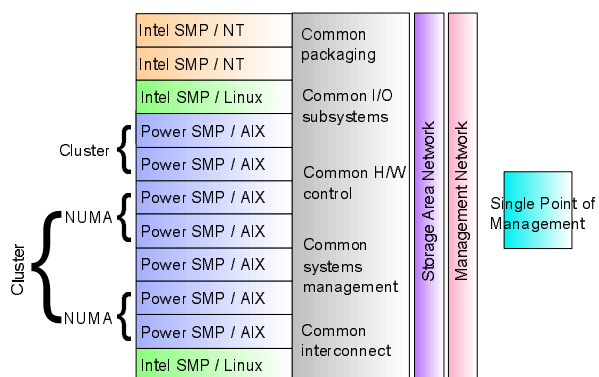 Intel SMP / NT
Intel SMP / NT
Intel SMP / Linux
Power SMP / AIX
Power SMP / AIX
Power SMP / AIX
Power SMP / AIX
Power SMP / AIX
Power SMP / AIX
Power SMP / AIX
Intel SMP / Linux
Cluster
NUMA
Cluster
NUMA
Common
packaging
Common I/O
subsystems
Common H/W
control
Common
systems
management
Common
interconnect
Storage Area Network
Management Network
Single Point of
Management